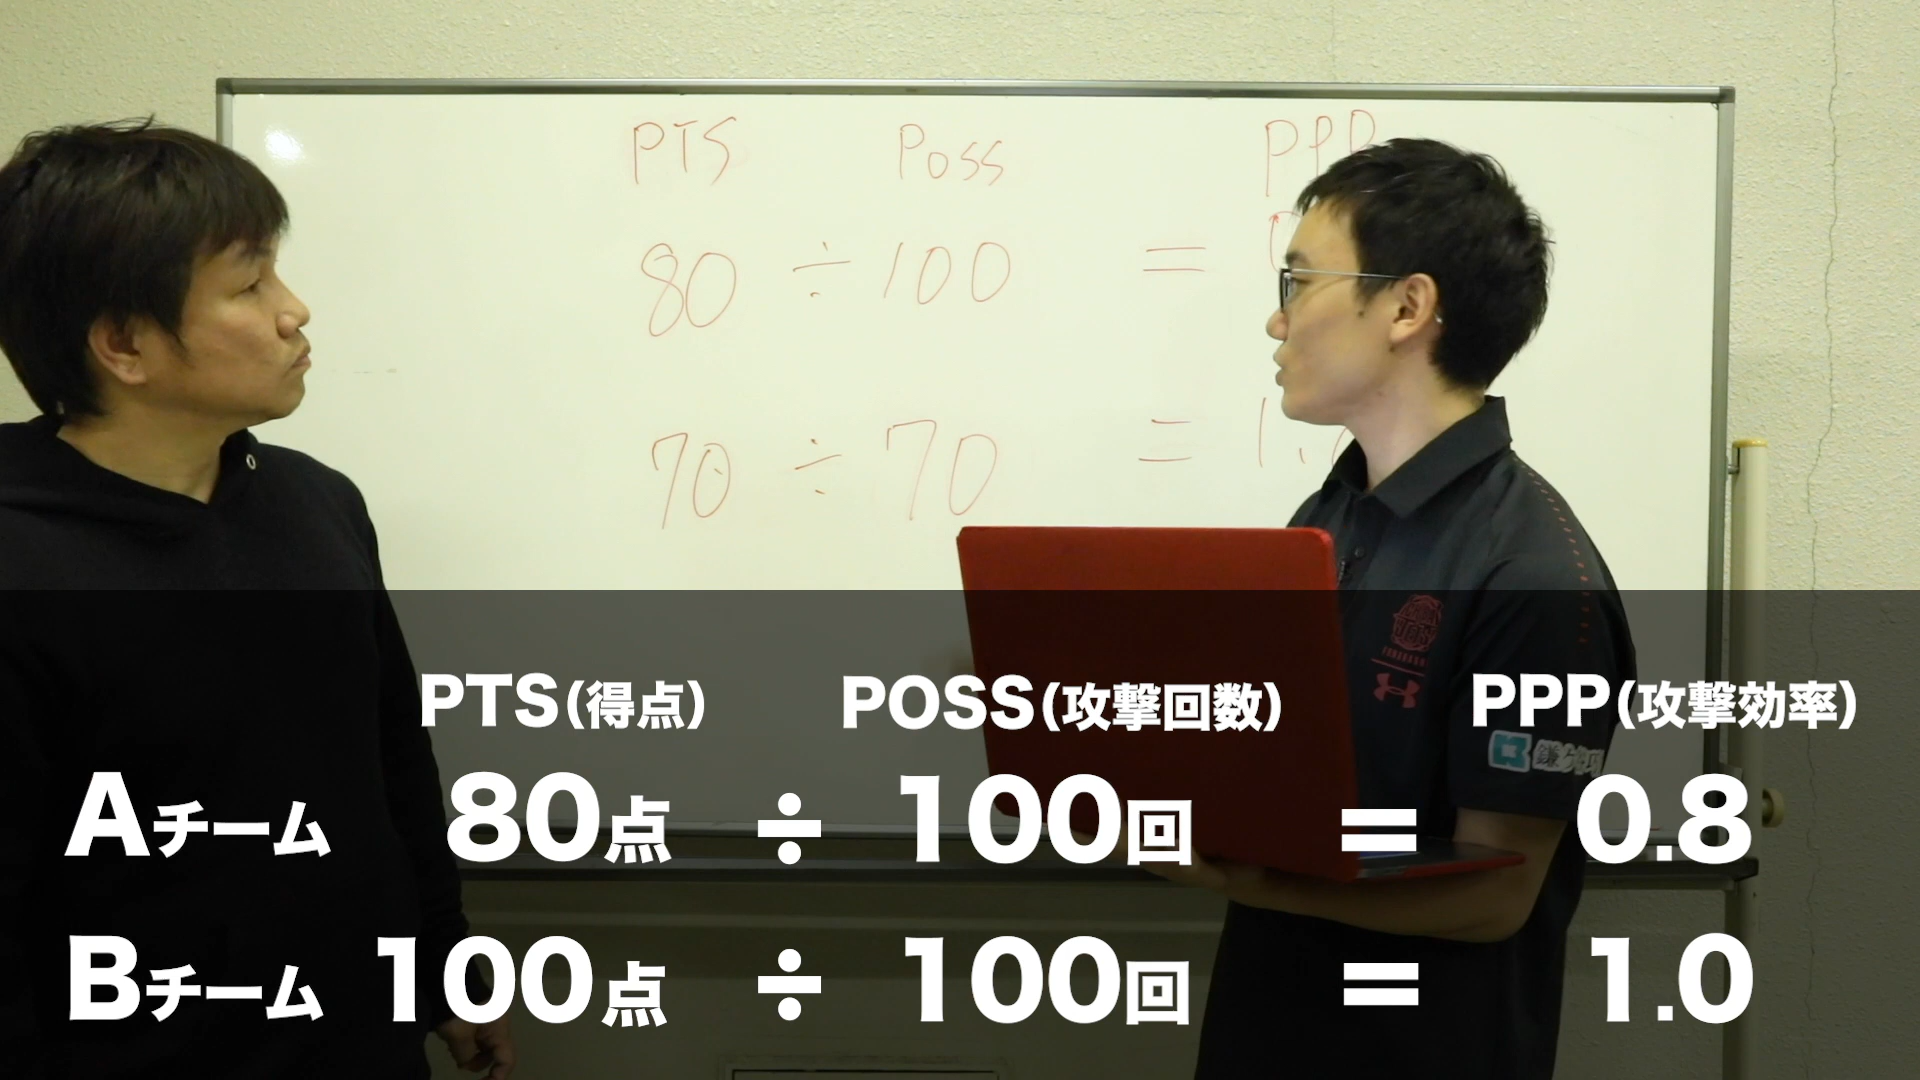 PTS Poss PPP
80 ÷ 100 =
70 ÷ 70 = 1.
PTS(得点) POSS(攻撃回数) PPP(攻撃効率)
Aチーム 80点 ÷ 100回 = 0.8
Bチーム 100点 ÷ 100回 = 1.0